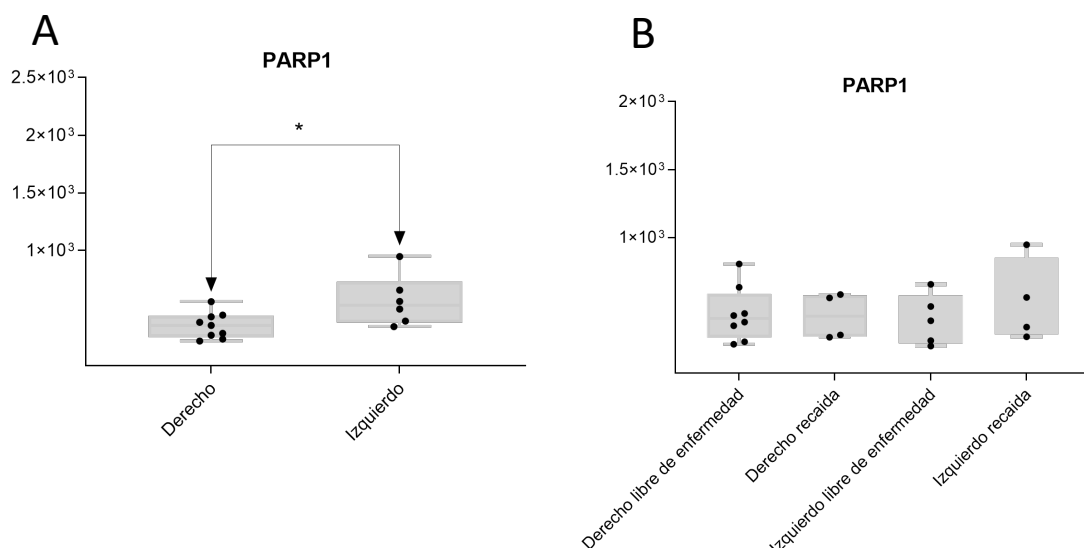 A
PARP1
2.5×10³
2×10³
1.5×10³
1×10³
*
Derecho
Izquierdo
B
PARP1
2×10³
1.5×10³
1×10³
Derecho libre de enfermedad
Derecho recaida
Izquierdo libre de enfermedad
Izquierdo recaida